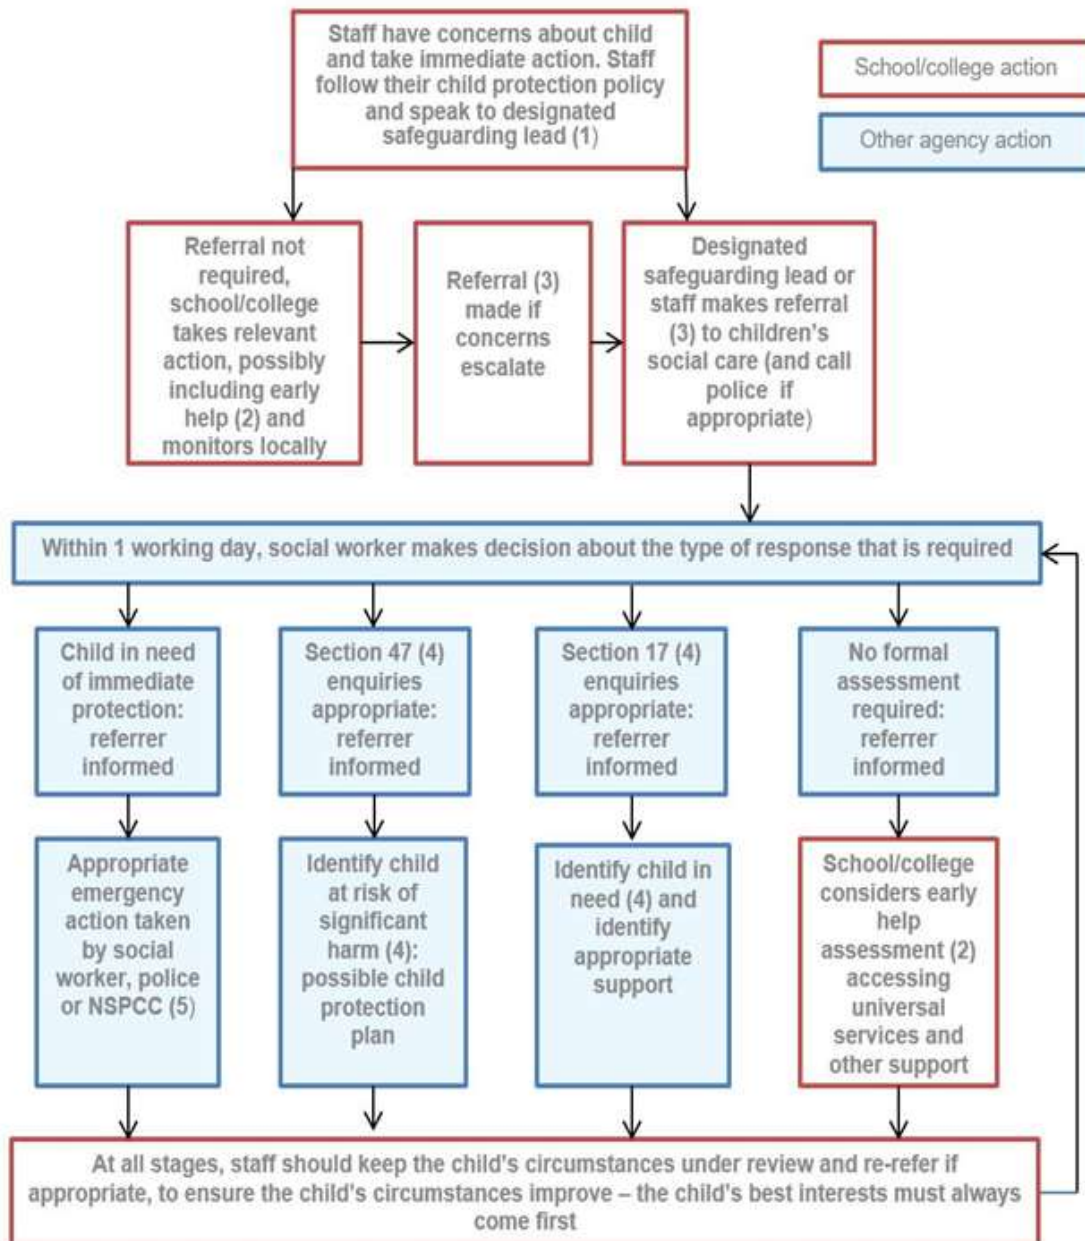 Staff have concerns about child
and take immediate action. Staff
follow their child protection policy
and speak to designated
safeguarding lead (1)
School/college action
Other agency action
Referral not
required,
school/college
takes relevant
action, possibly
including early
help (2) and
monitors locally
Referral (3)
made if
concerns
escalate
Designated
safeguarding lead or
staff makes referral
(3) to children's
social care (and call
police if
appropriate)
Within 1 working day, social worker makes decision about the type of response that is required
Child in need
of immediate
protection:
referrer
informed
Section 47 (4)
enquiries
appropriate:
referrer
informed
Section 17 (4)
enquiries
appropriate:
referrer
informed
No formal
assessment
required:
referrer
informed
Appropriate
emergency
action taken
by social
worker, police
or NSPCC (5)
Identify child
at risk of
significant
harm (4):
possible child
protection
plan
Identify child in
need (4) and
identify
appropriate
support
School/college
considers early
help
assessment (2)
accessing
universal
services and
other support
At all stages, staff should keep the child's circumstances under review and re-refer if
appropriate, to ensure the child's circumstances improve – the child's best interests must always
come first